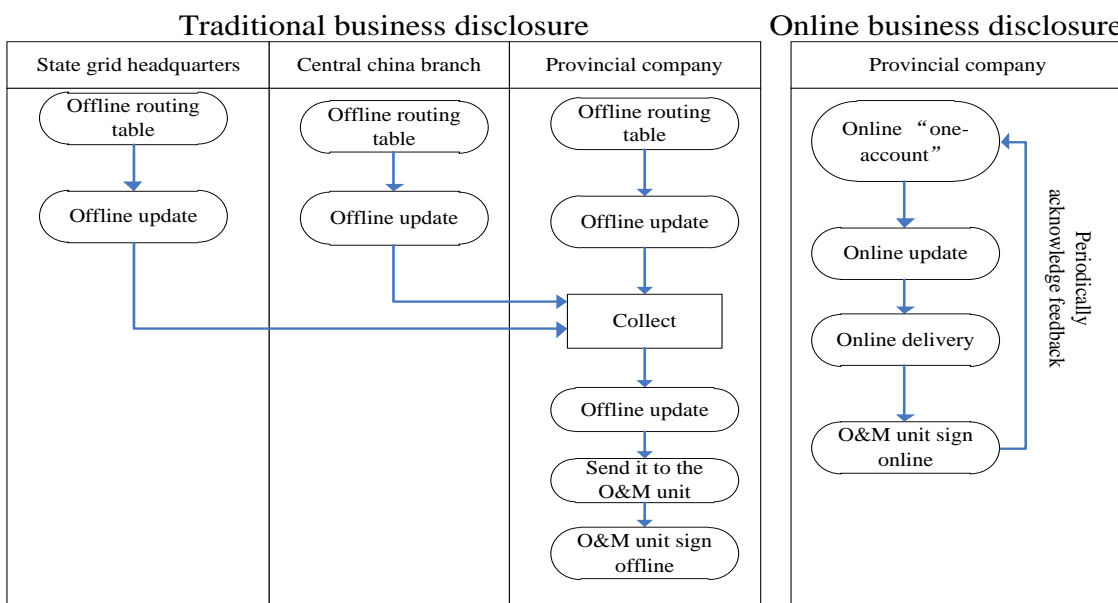 Traditional business disclosure
Online business disclosure
State grid headquarters
Central china branch
Provincial company
Provincial company
Offline routing
table
Offline update
Offline routing
table
Offline update
Offline routing
table
Offline update
Collect
Offline update
Send it to the
O&M unit
O&M unit sign
offline
Online “one-
account”
Online update
Online delivery
O&M unit sign
online
Periodically
acknowledge feedback